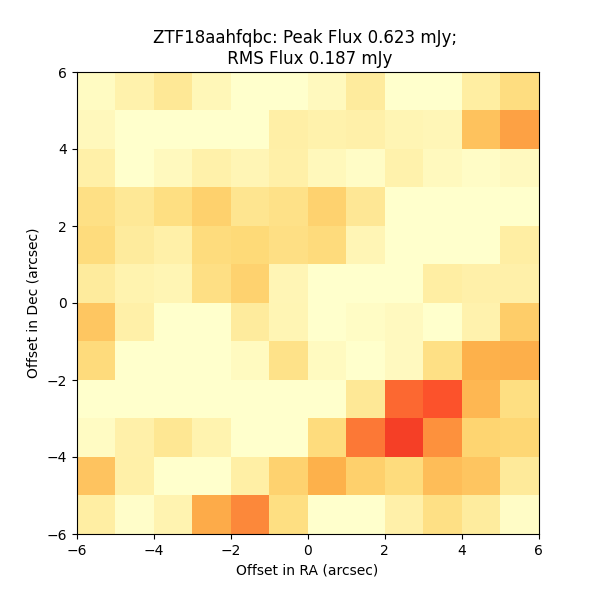 ZTF18aahfqbc: Peak Flux 0.623 mJy;
RMS Flux 0.187 mJy
6
4
2
0
−2
−4
−6
Offset in Dec (arcsec)
−6 −4 −2 0 2 4 6
Offset in RA (arcsec)